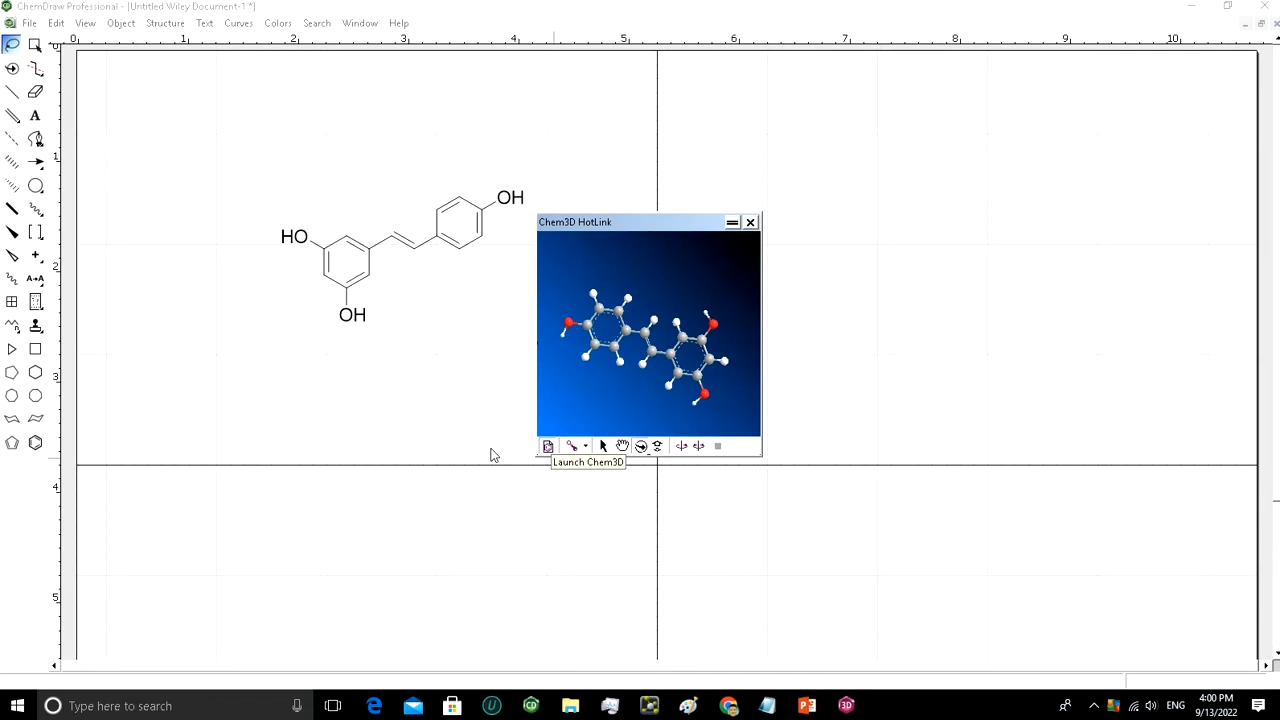 ChemDraw Professional - [Untitled Wiley Document-1 *]
File Edit View Object Structure Text Curves Colors Search Window Help
0 1 2 3 4 5 6 7 8 9 10
0
1
2
3
4
5
A
A→A
OH
HO
OH
Chem3D HotLink
Launch Chem3D
Type here to search
ENG
4:00 PM
9/13/2022